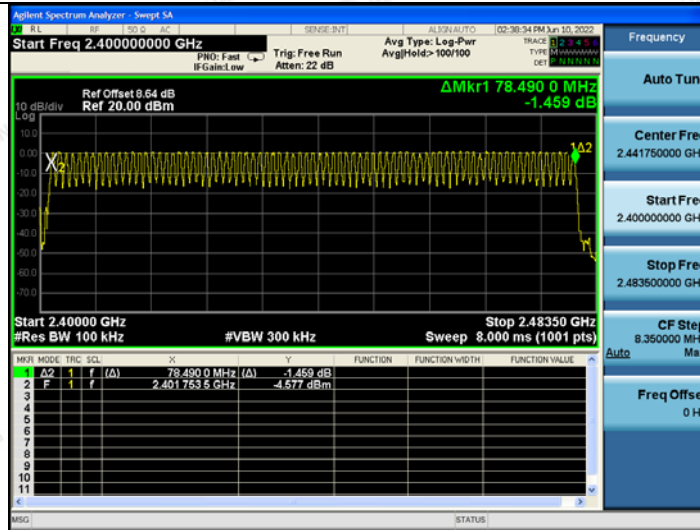 Agilent Spectrum Analyzer - Swept SA
RL RF 50 Ω AC SENSE:INT ALIGN AUTO 02:38:34 PM Jun 10, 2022
Start Freq 2.400000000 GHz
PNO: Fast
IFGain:Low
Trig: Free Run
Atten: 22 dB
Avg Type: Log-Pwr
Avg|Hold:> 100/100
TRACE 1 2 3 4 5 6
TYPE M
DET P N N N N N
ΔMkr1 78.490 0 MHz
-1.459 dB
Ref Offset 8.64 dB
10 dB/div Ref 20.00 dBm
Log
10.0
0.00
-10.0
-20.0
-30.0
-40.0
-50.0
-60.0
-70.0
2
1Δ2
Start 2.40000 GHz Stop 2.48350 GHz
#Res BW 100 kHz #VBW 300 kHz Sweep 8.000 ms (1001 pts)
MKR MODE TRC SCL X Y FUNCTION FUNCTION WIDTH FUNCTION VALUE
1 Δ2 1 f (Δ) 78.490 0 MHz (Δ) -1.459 dB
2 F 1 f 2.401 753 5 GHz -4.577 dBm
3
4
5
6
7
8
9
10
11
MSG STATUS
Frequency
Auto Tun
Center Fre
2.441750000 GH
Start Fre
2.400000000 GH
Stop Fre
2.483500000 GH
CF Ste
8.350000 MH
Auto Ma
Freq Offse
0 H